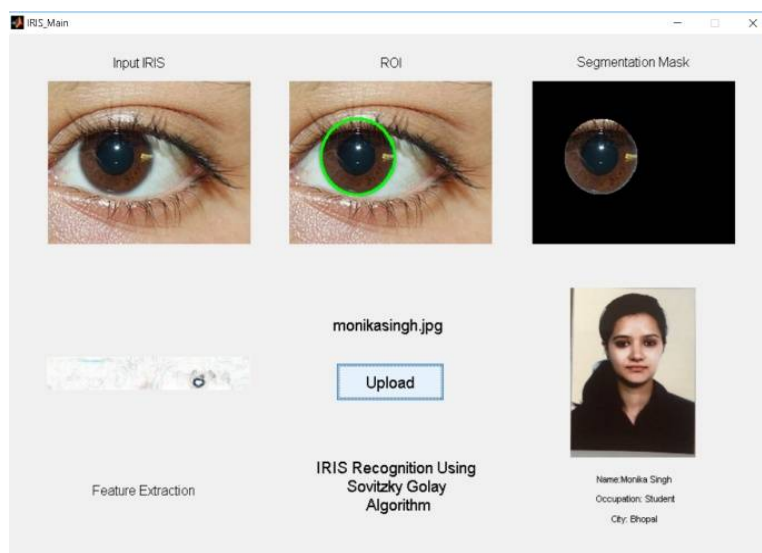 IRIS_Main
Input IRIS
ROI
Segmentation Mask
monikasingh.jpg
Upload
Feature Extraction
IRIS Recognition Using
Sovitzky Golay
Algorithm
Name:Monika Singh
Occupation: Student
City: Bhopal